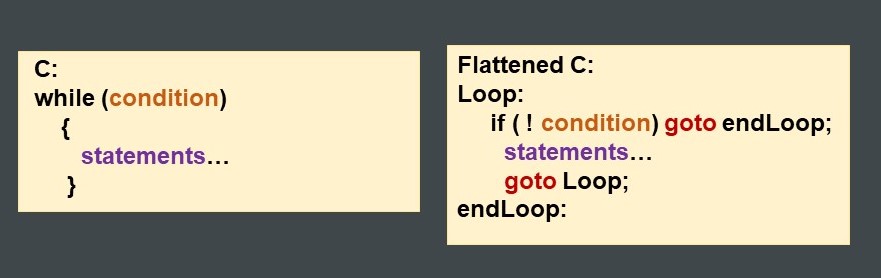 C:
while (condition)
{
statements...
}
Flattened C:
Loop:
if ( ! condition) goto endLoop;
statements...
goto Loop;
endLoop: